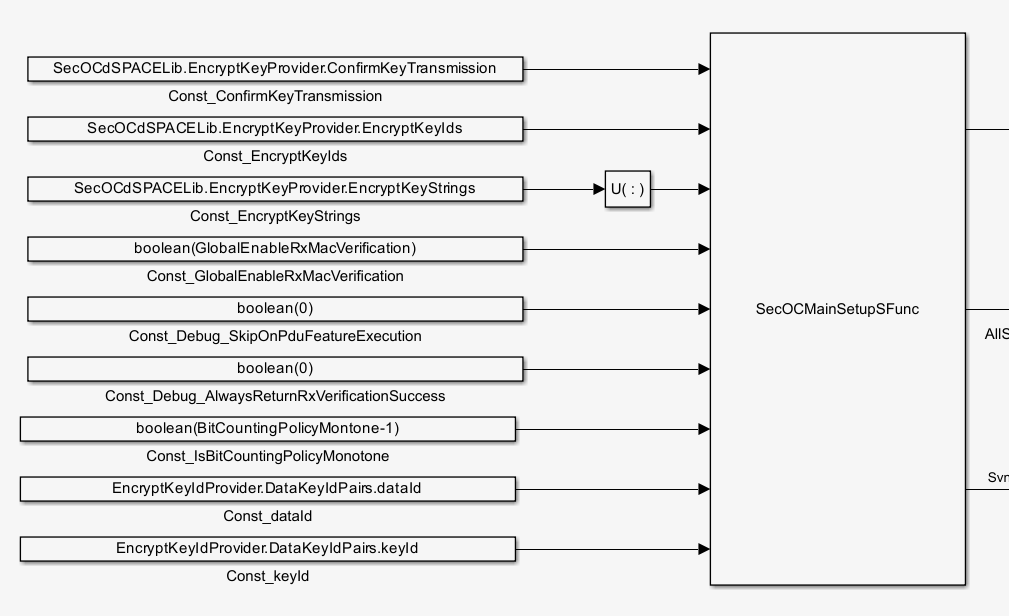 SecOCdSPACELib.EncryptKeyProvider.ConfirmKeyTransmission
Const_ConfirmKeyTransmission
SecOCdSPACELib.EncryptKeyProvider.EncryptKeyIds
Const_EncryptKeyIds
SecOCdSPACELib.EncryptKeyProvider.EncryptKeyStrings
U( : )
Const_EncryptKeyStrings
boolean(GlobalEnableRxMacVerification)
Const_GlobalEnableRxMacVerification
boolean(0)
SecOCMainSetupSFunc
Const_Debug_SkipOnPduFeatureExecution
AllS
boolean(0)
Const_Debug_AlwaysReturnRxVerificationSuccess
boolean(BitCountingPolicyMontone-1)
Const_IsBitCountingPolicyMonotone
EncryptKeyIdProvider.DataKeyIdPairs.dataId
Const_dataId
EncryptKeyIdProvider.DataKeyIdPairs.keyId
Const_keyId